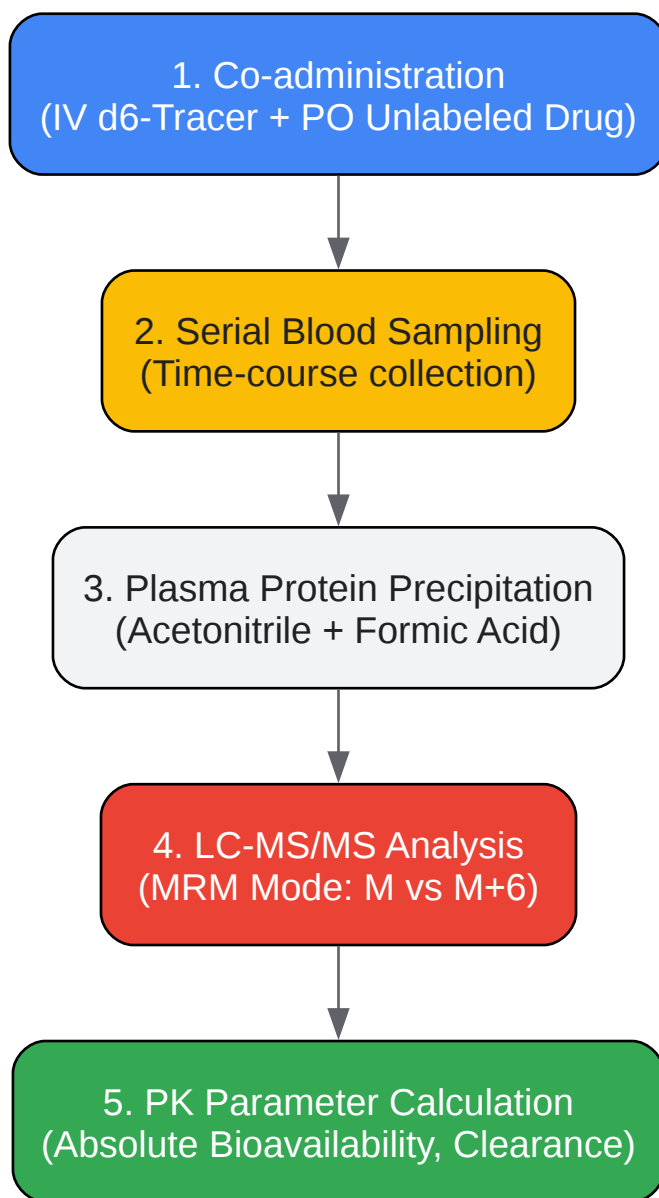 1. Co-administration
(IV d6-Tracer + PO Unlabeled Drug)
2. Serial Blood Sampling
(Time-course collection)
3. Plasma Protein Precipitation
(Acetonitrile + Formic Acid)
4. LC-MS/MS Analysis
(MRM Mode: M vs M+6)
5. PK Parameter Calculation
(Absolute Bioavailability, Clearance)